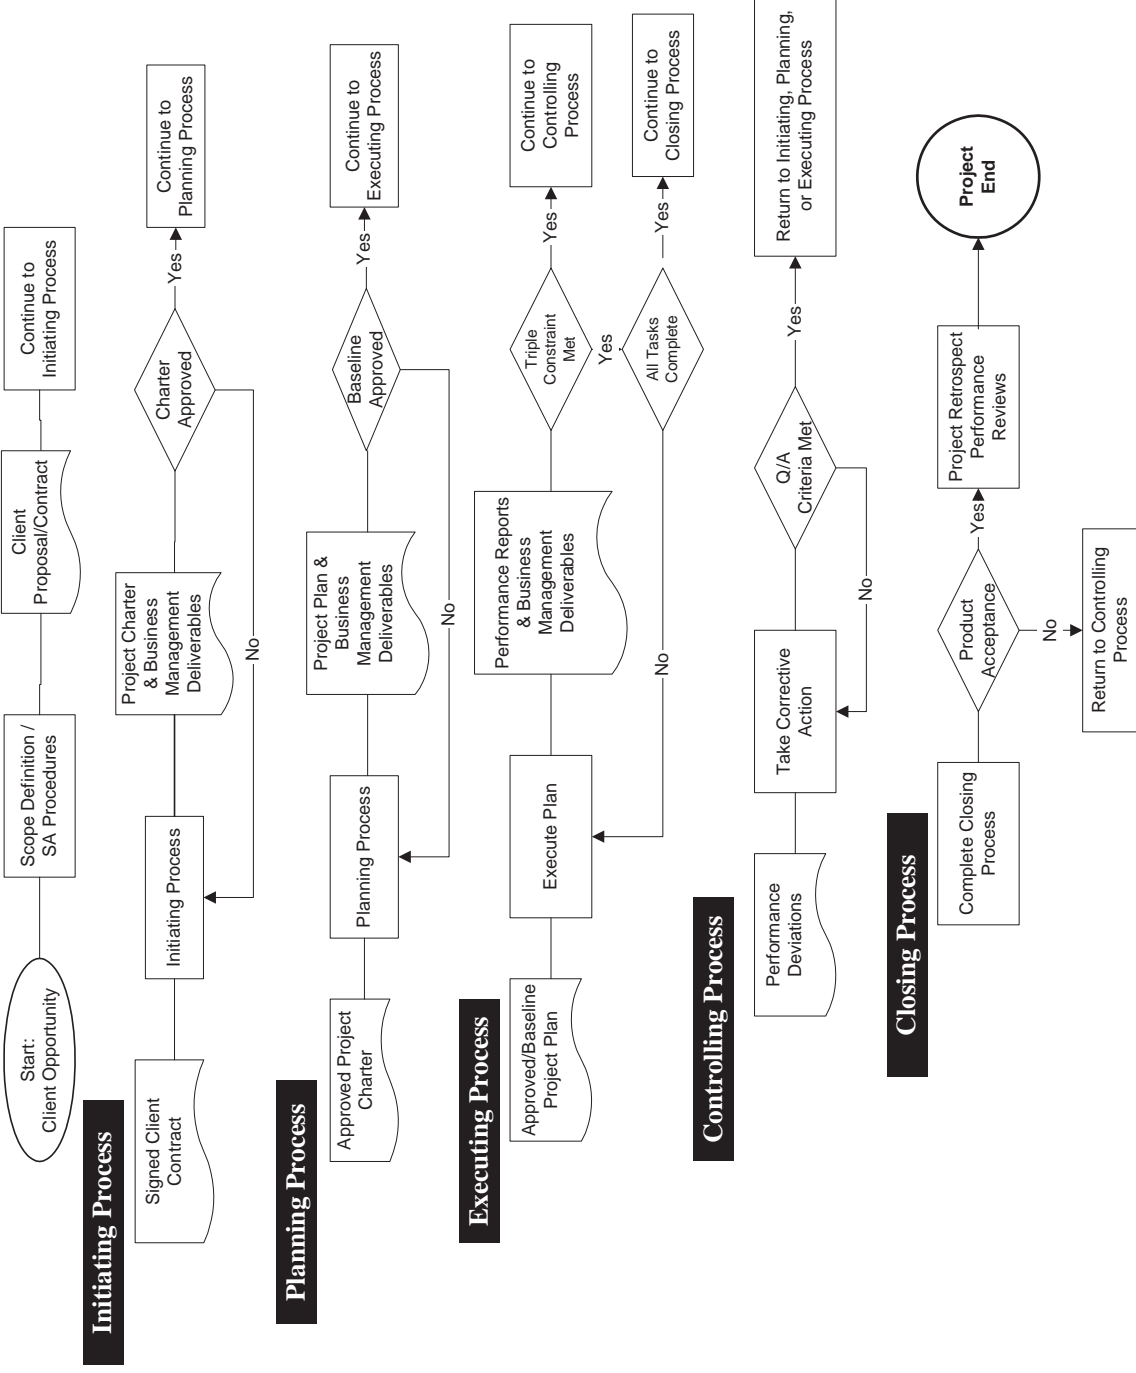 Start:
Client Opportunity
Scope Definition /
SA Procedures
Client
Proposal/Contract
Continue to
Initiating Process
Initiating Process
Signed Client
Contract
Initiating Process
Project Charter
& Business
Management
Deliverables
Charter
Approved
Yes
Continue to
Planning Process
No
Planning Process
Approved Project
Charter
Planning Process
Project Plan &
Business
Management
Deliverables
Baseline
Approved
Yes
Continue to
Executing Process
No
Executing Process
Approved/Baseline
Project Plan
Execute Plan
Performance Reports
& Business
Management
Deliverables
Triple
Constraint
Met
Yes
Continue to
Controlling
Process
Yes
All Tasks
Complete
Yes
Continue to
Closing Process
No
Controlling Process
Performance
Deviations
Take Corrective
Action
Q/A
Criteria Met
Yes
Return to Initiating, Planning,
or Executing Process
No
Closing Process
Complete Closing
Process
Product
Acceptance
Yes
Project Retrospect
Performance
Reviews
Project
End
No
Return to Controlling
Process